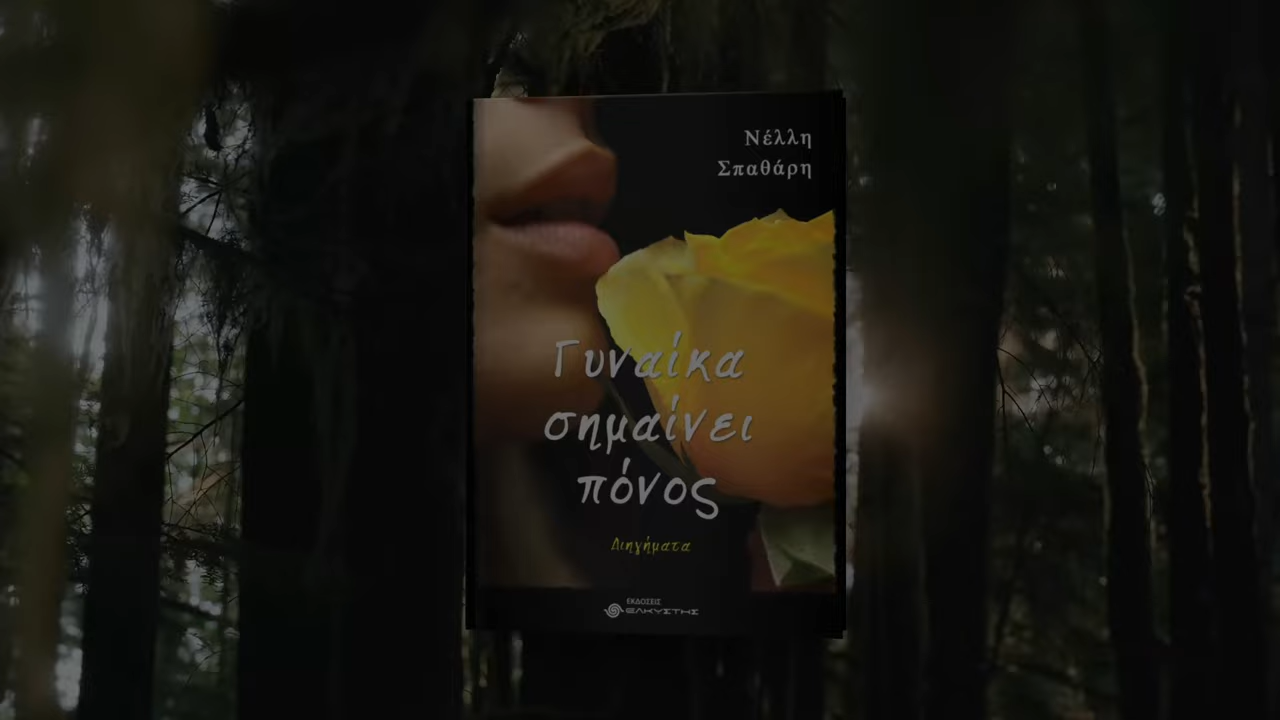 Νέλλη
Σπαθάρη
Γυναίκα
σημαίνει
πόνος
Διηγήματα
ΕΚΔΟΣΕΙΣ
ΕΛΚΥΣΤΗΣ